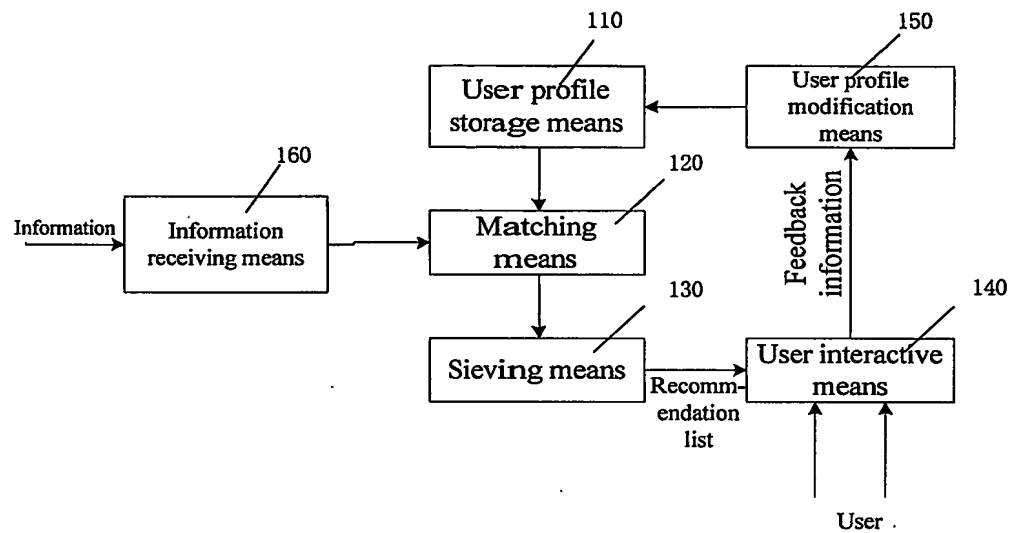 110
150
User profile
storage means
User profile
modification
means
160
120
Information
Information
receiving means
Matching
means
Feedback
information
130
140
Sieving means
User interactive
means
Recomm-
endation
list
User